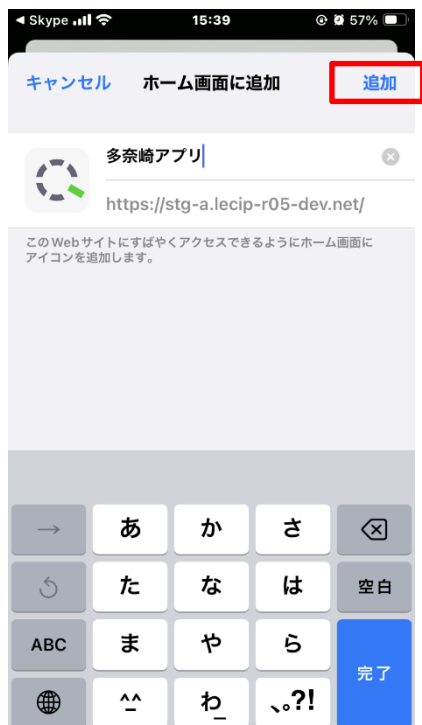 ◀ Skype 15:39 57%
キャンセル ホーム画面に追加 追加
多奈崎アプリ
https://stg-a.lecip-r05-dev.net/
このWebサイトにすばやくアクセスできるようにホーム画面に
アイコンを追加します。
→ あ か さ
た な は 空白
ABC ま や ら
完了
^^ わ 、。?!